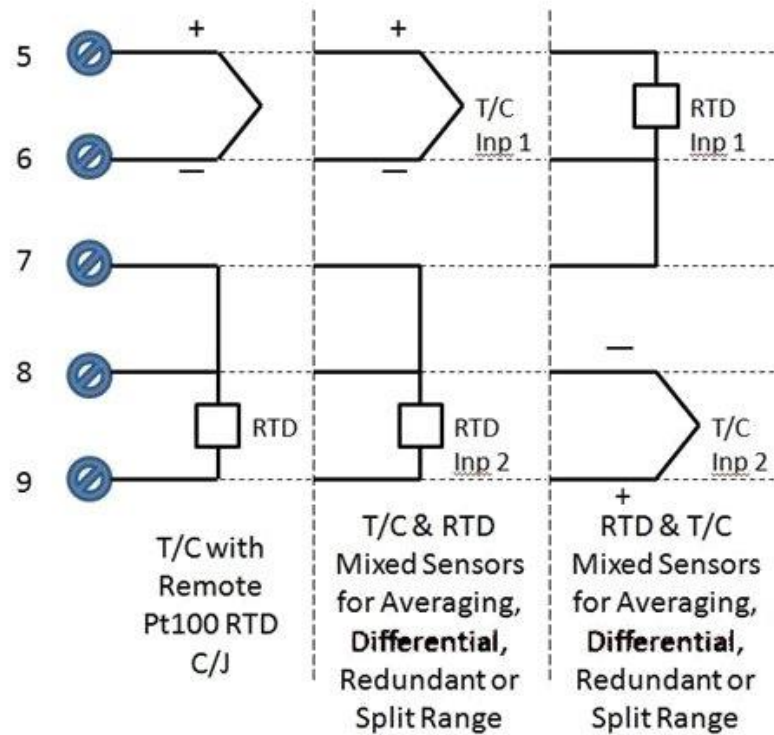 5
+
+
RTD
Inp 1
T/C
Inp 1
6
—
—
7
8
—
RTD
RTD
Inp 2
T/C
Inp 2
9
+
T/C with
Remote
Pt100 RTD
C/J
T/C & RTD
Mixed Sensors
for Averaging,
Differential,
Redundant or
Split Range
RTD & T/C
Mixed Sensors
for Averaging,
Differential,
Redundant or
Split Range